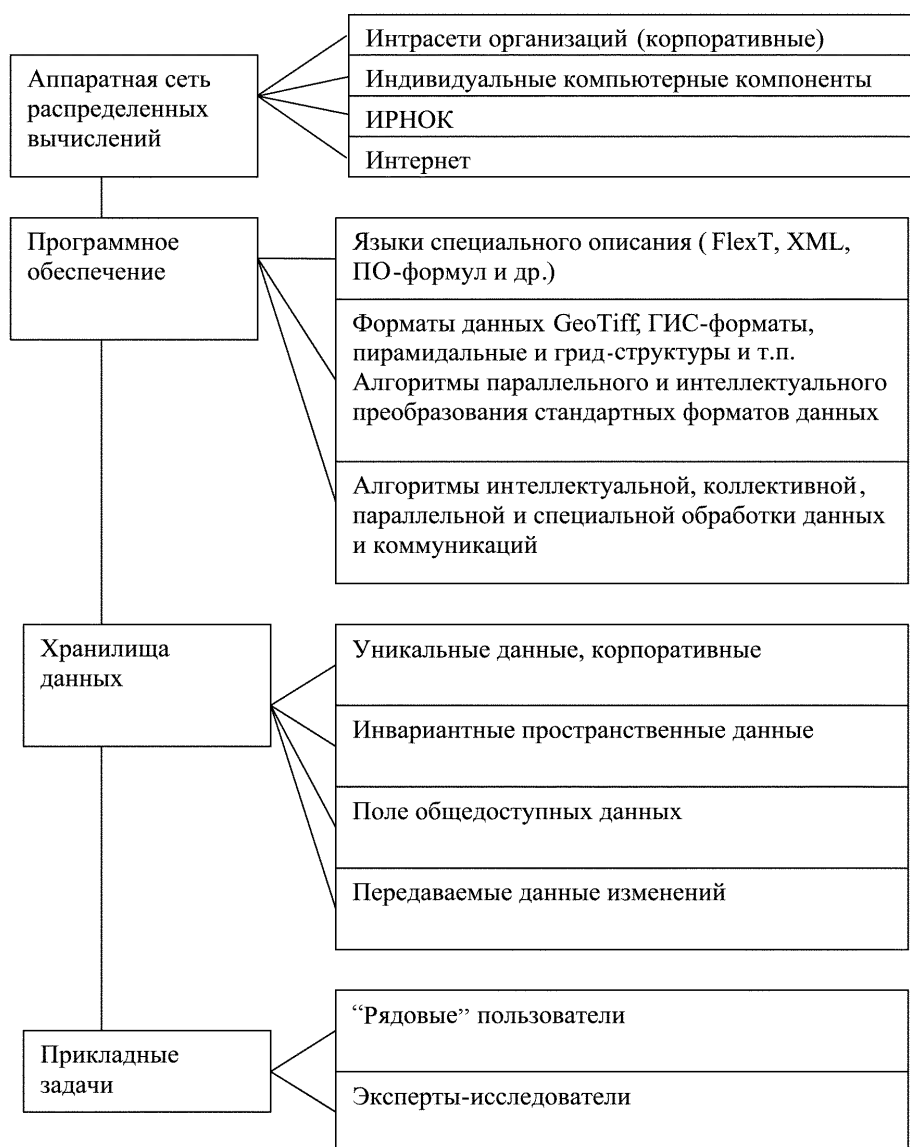 Аппаратная сеть
распределенных
вычислений
Интрасети организаций (корпоративные)
Индивидуальные компьютерные компоненты
ИРНОК
Интернет
Программное
обеспечение
Языки специального описания ( FlexT, XML,
ПО-формул и др.)
Форматы данных GeoTiff, ГИС-форматы,
пирамидальные и грид-структуры и т.п.
Алгоритмы параллельного и интеллектуального
преобразования стандартных форматов данных
Алгоритмы интеллектуальной, коллективной,
параллельной и специальной обработки данных
и коммуникаций
Хранилища
данных
Уникальные данные, корпоративные
Инвариантные пространственные данные
Поле общедоступных данных
Передаваемые данные изменений
Прикладные
задачи
“Рядовые” пользователи
Эксперты-исследователи